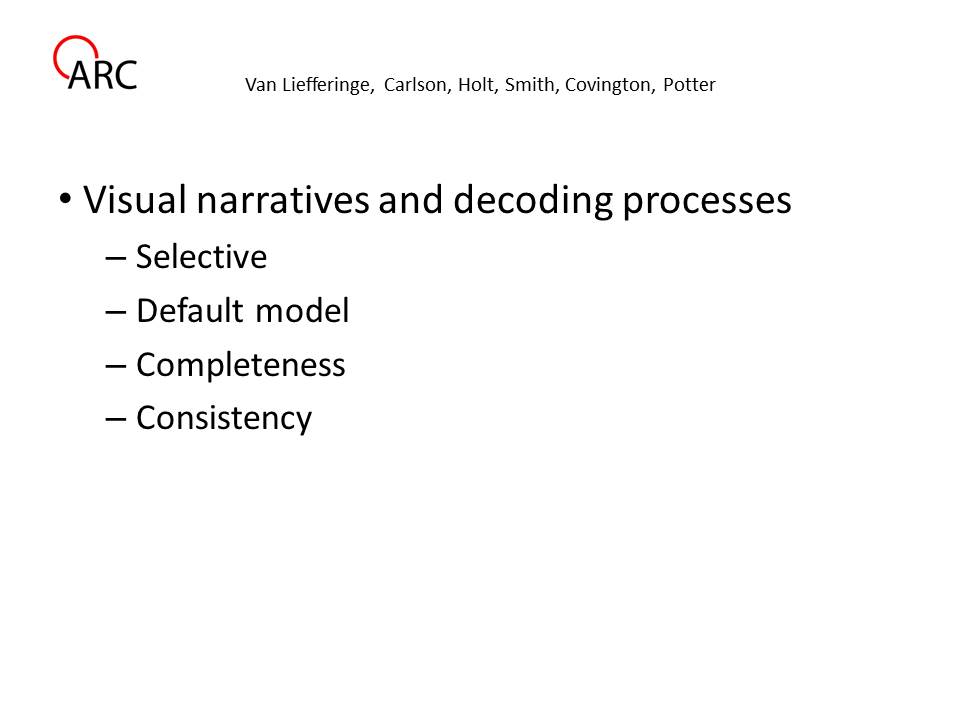 ARC
Van Liefferinge, Carlson, Holt, Smith, Covington, Potter
• Visual narratives and decoding processes
– Selective
– Default model
– Completeness
– Consistency